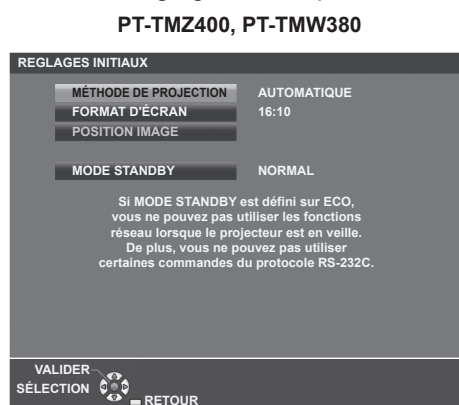 PT-TMZ400, PT-TMW380
REGLAGES INITIAUX
MÉTHODE DE PROJECTION AUTOMATIQUE
FORMAT D'ÉCRAN 16:10
POSITION IMAGE
MODE STANDBY NORMAL
Si MODE STANDBY est défini sur ECO,
vous ne pouvez pas utiliser les fonctions
réseau lorsque le projecteur est en veille.
De plus, vous ne pouvez pas utiliser
certaines commandes du protocole RS-232C.
VALIDER
SÉLECTION
RETOUR